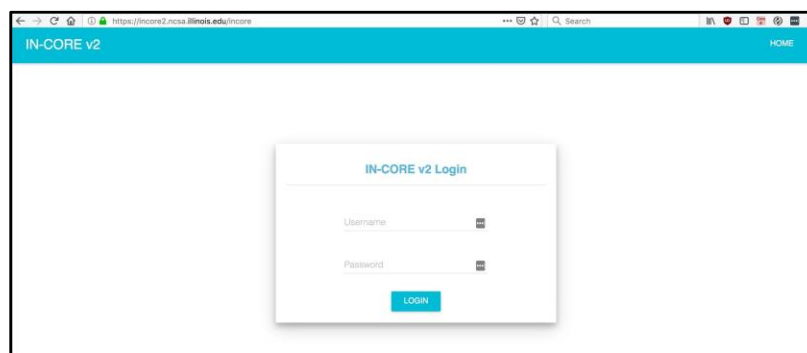 https://incore2.ncsa.illinois.edu/incore
Search
IN-CORE v2
HOME
IN-CORE v2 Login
Username
Password
LOGIN